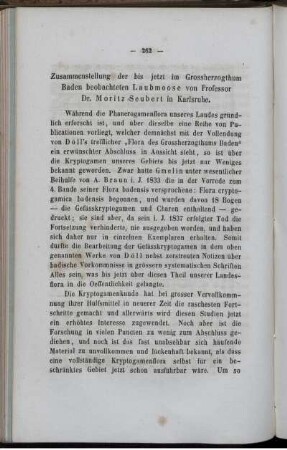 — 262 —
Zusammenstellung der bis jetzt im Grossherzogthum
Baden beobachteten Laubmoose von Professor
Dr. Moritz Seubert in Karlsruhe.
Während die Phanerogamenflora unseres Landes gründ-
lich erforscht ist, und über dieselbe eine Reihe von Pu-
blicationen vorliegt, welcher demnächst mit der Vollendung
von Döll's trefflicher „Flora des Grossherzogthums Baden“
ein erwünschter Abschluss in Aussicht steht, so ist über
die Kryptogamen unseres Gebiets bis jetzt nur Weniges
bekannt geworden. Zwar hatte Gmelin unter wesentlicher
Beihülfe von A. Braun i. J. 1833 die in der Vorrede zum
4. Bande seiner Flora badensis versprochene: Flora crypto-
gamica badensis begonnen, und waren davon 18 Bogen
— die Gefässkryptogamen und Charen enthaltend — ge-
druckt; sie sind aber, da sein i. J. 1837 erfolgter Tod die
Fortsetzung verhinderte, nie ausgegeben worden, und haben
sich daher nur in einzelnen Exemplaren erhalten. Somit
dürfte die Bearbeitung der Gefässkryptogamen in dem oben
genannten Werke von Döll nebst zerstreuten Notizen über
badische Vorkommnisse in grössern systematischen Schriften
Alles sein, was bis jetzt über diesen Theil unserer Landes-
flora in die Oeffentlichkeit gelangte.
Die Kryptogamenkunde hat bei grosser Vervollkomm-
nung ihrer Hülfsmittel in neuerer Zeit die raschesten Fort-
schritte gemacht und allerwärts wird diesen Studien jetzt
ein erhöhtes Interesse zugewendet. Noch aber ist die
Forschung in vielen Punkten zu wenig zum Abschluss ge-
diehen, und noch ist das fast unabsehbar sich häufende
Material zu unvollkommen und lückenhaft bekannt, als dass
eine vollständige Kryptogamenflora selbst für ein be-
schränktes Gebiet jetzt schon ausführbar wäre. Um so